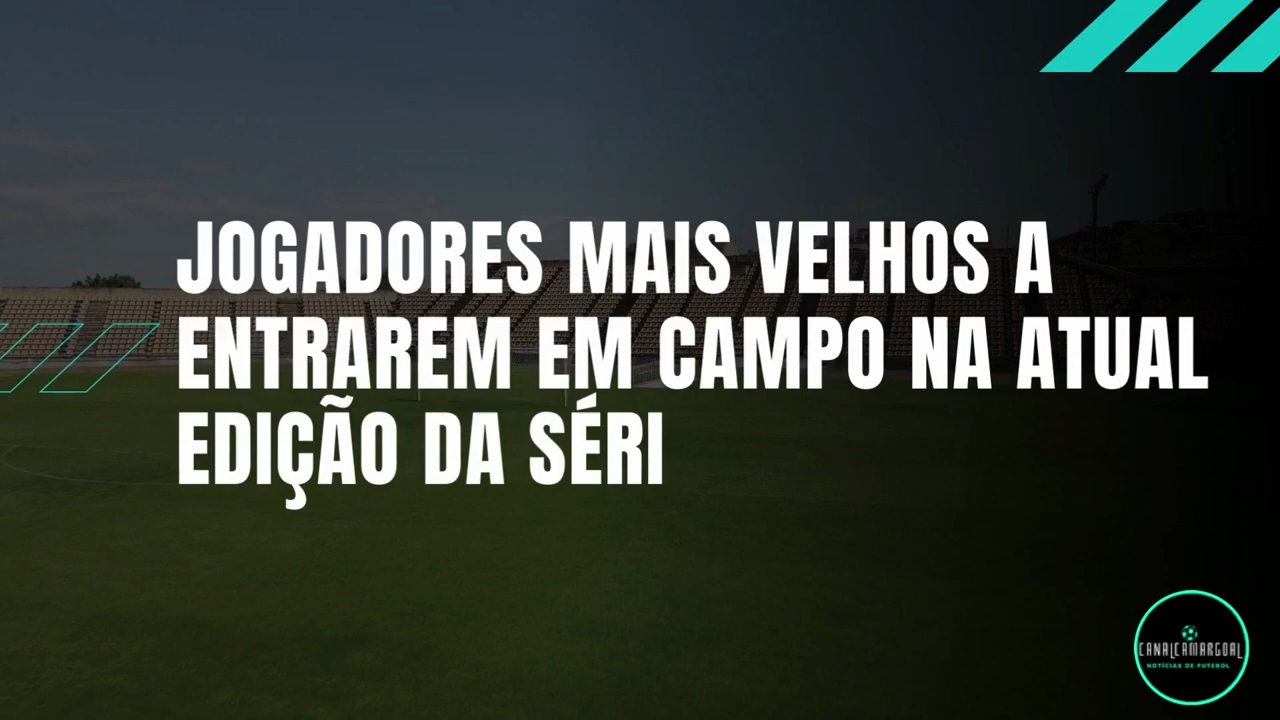 JOGADORES MAIS VELHOS A
ENTRAREM EM CAMPO NA ATUAL
EDIÇÃO DA SÉRI
CANALCAMARGOAL
NOTÍCIAS DE FUTEBOL